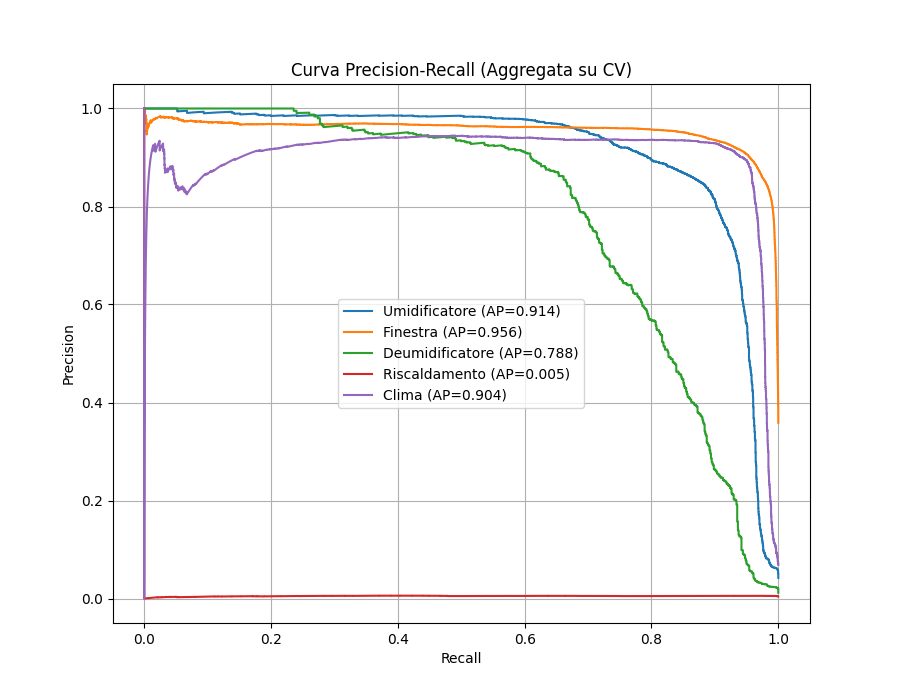 Curva Precision-Recall (Aggregata su CV)
1.0
0.8
0.6
0.4
0.2
0.0
Precision
Umidificatore (AP=0.914)
Finestra (AP=0.956)
Deumidificatore (AP=0.788)
Riscaldamento (AP=0.005)
Clima (AP=0.904)
0.0 0.2 0.4 0.6 0.8 1.0
Recall